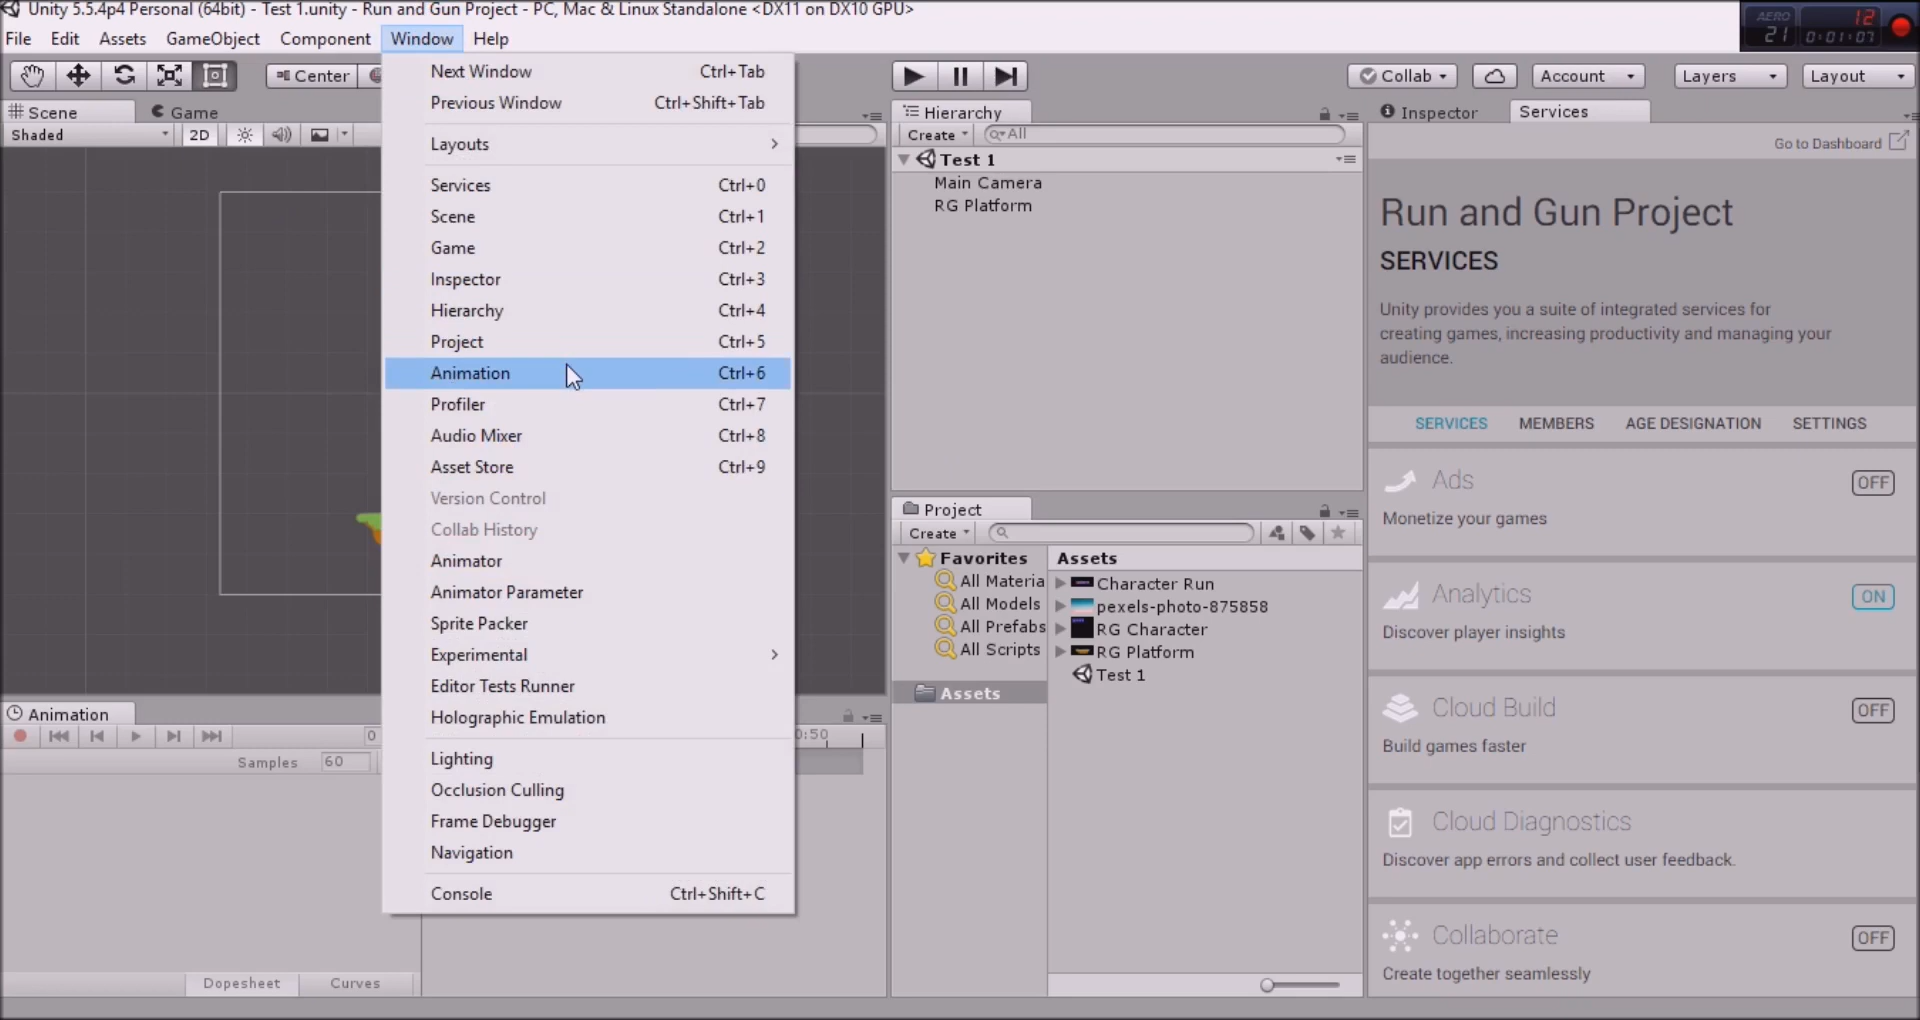 Unity 5.5.4p4 Personal (64bit) - Test 1.unity - Run and Gun Project - PC, Mac & Linux Standalone <DX11 on DX10 GPU>
AERO 12
21 0:01:07
File Edit Assets GameObject Component Window Help
Center
Collab Account Layers Layout
Scene Game
Shaded 2D
Next Window Ctrl+Tab
Previous Window Ctrl+Shift+Tab
Layouts
Services Ctrl+0
Scene Ctrl+1
Game Ctrl+2
Inspector Ctrl+3
Hierarchy Ctrl+4
Project Ctrl+5
Animation Ctrl+6
Profiler Ctrl+7
Audio Mixer Ctrl+8
Asset Store Ctrl+9
Version Control
Collab History
Animator
Animator Parameter
Sprite Packer
Experimental
Editor Tests Runner
Holographic Emulation
Lighting
Occlusion Culling
Frame Debugger
Navigation
Console Ctrl+Shift+C
Animation
0
0:50
Samples 60
Dopesheet Curves
Hierarchy
Create All
Test 1
Main Camera
RG Platform
Project
Create
Favorites
All Materia
All Models
All Prefabs
All Scripts
Assets
Assets
Character Run
pexels-photo-875858
RG Character
RG Platform
Test 1
Inspector Services
Go to Dashboard
Run and Gun Project
SERVICES
Unity provides you a suite of integrated services for
creating games, increasing productivity and managing your
audience.
SERVICES MEMBERS AGE DESIGNATION SETTINGS
Ads OFF
Monetize your games
Analytics ON
Discover player insights
Cloud Build OFF
Build games faster
Cloud Diagnostics
Discover app errors and collect user feedback.
Collaborate OFF
Create together seamlessly